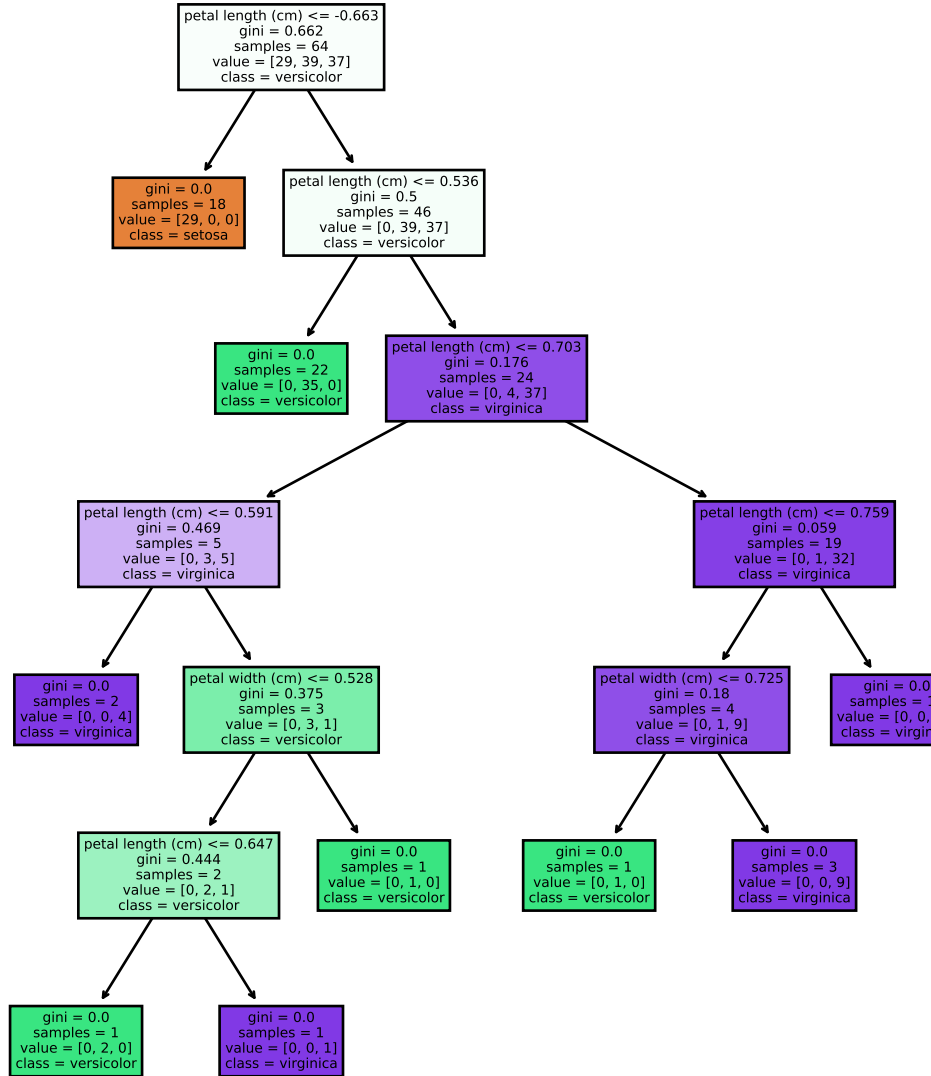 petal length (cm) <= -0.663
gini = 0.662
samples = 64
value = [29, 39, 37]
class = versicolor
gini = 0.0
samples = 18
value = [29, 0, 0]
class = setosa
petal length (cm) <= 0.536
gini = 0.5
samples = 46
value = [0, 39, 37]
class = versicolor
gini = 0.0
samples = 22
value = [0, 35, 0]
class = versicolor
petal length (cm) <= 0.703
gini = 0.176
samples = 24
value = [0, 4, 37]
class = virginica
petal length (cm) <= 0.591
gini = 0.469
samples = 5
value = [0, 3, 5]
class = virginica
petal length (cm) <= 0.759
gini = 0.059
samples = 19
value = [0, 1, 32]
class = virginica
gini = 0.0
samples = 2
value = [0, 0, 4]
class = virginica
petal width (cm) <= 0.528
gini = 0.375
samples = 3
value = [0, 3, 1]
class = versicolor
petal width (cm) <= 0.725
gini = 0.18
samples = 4
value = [0, 1, 9]
class = virginica
gini = 0.0
samples =
value = [0, 0,
class =
petal length (cm) <= 0.647
gini = 0.444
samples = 2
value = [0, 2, 1]
class = versicolor
gini = 0.0
samples = 1
value = [0, 1, 0]
class = versicolor
gini = 0.0
samples = 1
value = [0, 1, 0]
class = versicolor
gini = 0.0
samples = 3
value = [0, 0, 9]
class = virginica
gini = 0.0
samples = 1
value = [0, 2, 0]
class = versicolor
gini = 0.0
samples = 1
value = [0, 0, 1]
class = virginica